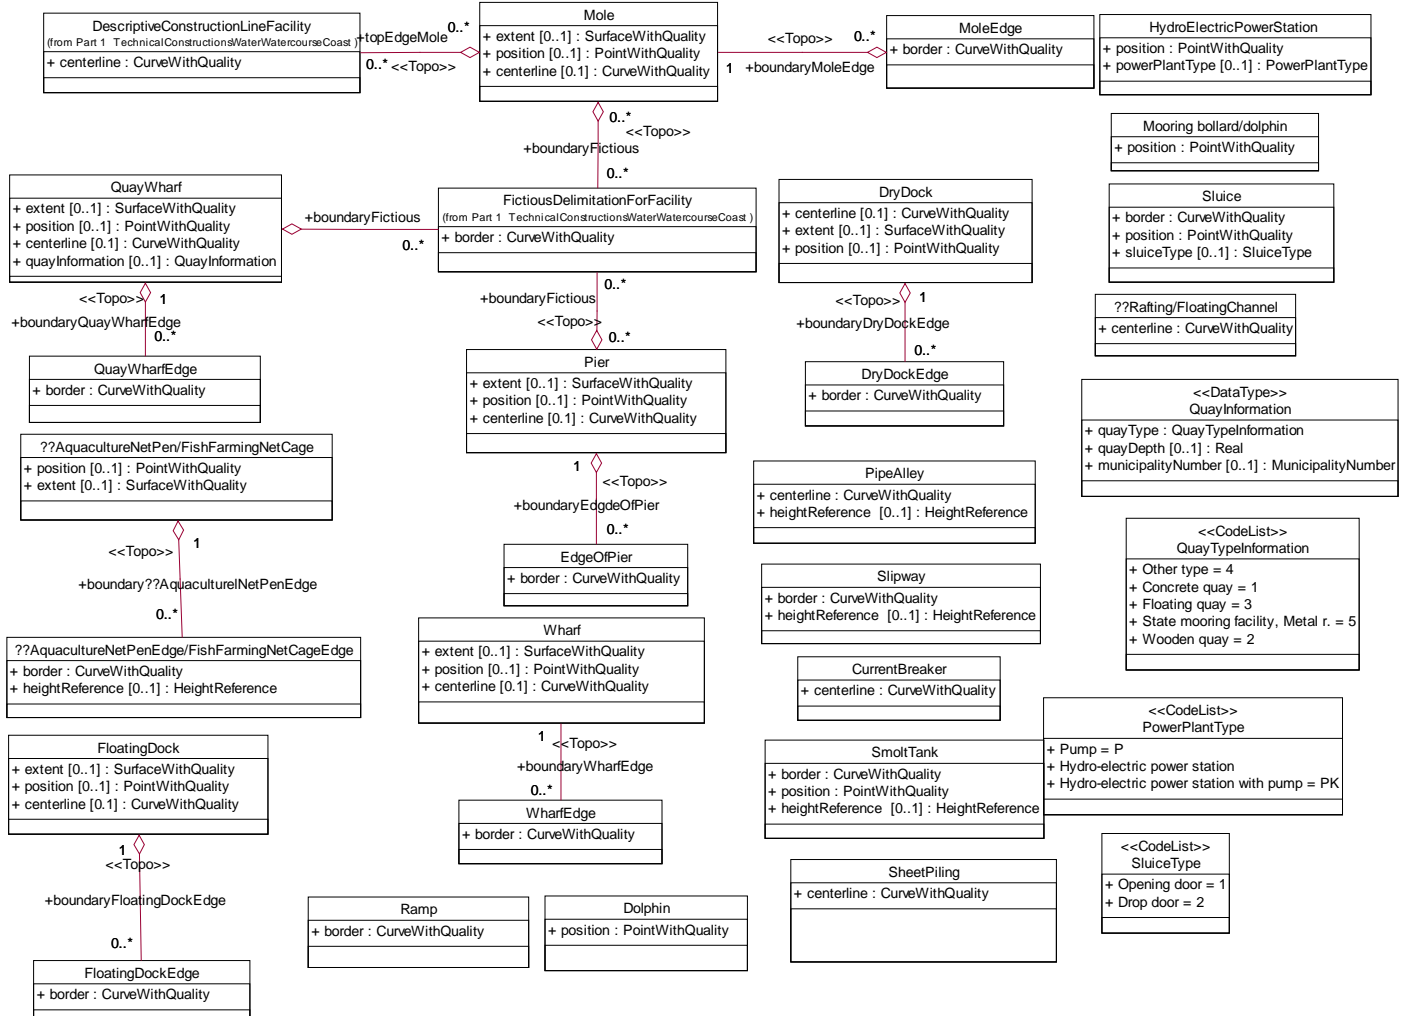 DescriptiveConstructionLineFacility
(from Part 1 TechnicalConstructionsWaterWatercourseCoast )
+ centerline : CurveWithQuality
+topEdgeMole
0..*
0..*
<<Topo>>
Mole
+ extent [0..1] : SurfaceWithQuality
+ position [0..1] : PointWithQuality
+ centerline [0.1] : CurveWithQuality
<<Topo>>
0..*
1
+boundaryMoleEdge
MoleEdge
+ border : CurveWithQuality
HydroElectricPowerStation
+ position : PointWithQuality
+ powerPlantType [0..1] : PowerPlantType
0..*
<<Topo>>
+boundaryFictious
0..*
Mooring bollard/dolphin
+ position : PointWithQuality
QuayWharf
+ extent [0..1] : SurfaceWithQuality
+ position [0..1] : PointWithQuality
+ centerline [0.1] : CurveWithQuality
+ quayInformation [0..1] : QuayInformation
+boundaryFictious
0..*
FictiousDelimitationForFacility
(from Part 1 TechnicalConstructionsWaterWatercourseCoast )
+ border : CurveWithQuality
DryDock
+ centerline [0.1] : CurveWithQuality
+ extent [0..1] : SurfaceWithQuality
+ position [0..1] : PointWithQuality
Sluice
+ border : CurveWithQuality
+ position : PointWithQuality
+ sluiceType [0..1] : SluiceType
<<Topo>>
1
+boundaryQuayWharfEdge
0..*
0..*
+boundaryFictious
<<Topo>>
0..*
<<Topo>>
1
+boundaryDryDockEdge
0..*
??Rafting/FloatingChannel
+ centerline : CurveWithQuality
QuayWharfEdge
+ border : CurveWithQuality
Pier
+ extent [0..1] : SurfaceWithQuality
+ position [0..1] : PointWithQuality
+ centerline [0.1] : CurveWithQuality
DryDockEdge
+ border : CurveWithQuality
<<DataType>>
QuayInformation
+ quayType : QuayTypeInformation
+ quayDepth [0..1] : Real
+ municipalityNumber [0..1] : MunicipalityNumber
??AquacultureNetPen/FishFarmingNetCage
+ position [0..1] : PointWithQuality
+ extent [0..1] : SurfaceWithQuality
1
<<Topo>>
+boundaryEdgdeOfPier
0..*
PipeAlley
+ centerline : CurveWithQuality
+ heightReference [0..1] : HeightReference
<<CodeList>>
QuayTypeInformation
+ Other type = 4
+ Concrete quay = 1
+ Floating quay = 3
+ State mooring facility, Metal r. = 5
+ Wooden quay = 2
1
<<Topo>>
+boundary??AquaculturelNetPenEdge
0..*
EdgeOfPier
+ border : CurveWithQuality
Slipway
+ border : CurveWithQuality
+ heightReference [0..1] : HeightReference
??AquacultureNetPenEdge/FishFarmingNetCageEdge
+ border : CurveWithQuality
+ heightReference [0..1] : HeightReference
Wharf
+ extent [0..1] : SurfaceWithQuality
+ position [0..1] : PointWithQuality
+ centerline [0.1] : CurveWithQuality
CurrentBreaker
+ centerline : CurveWithQuality
<<CodeList>>
PowerPlantType
+ Pump = P
+ Hydro-electric power station
+ Hydro-electric power station with pump = PK
FloatingDock
+ extent [0..1] : SurfaceWithQuality
+ position [0..1] : PointWithQuality
+ centerline [0.1] : CurveWithQuality
1
<<Topo>>
+boundaryWharfEdge
0..*
SmoltTank
+ border : CurveWithQuality
+ position : PointWithQuality
+ heightReference [0..1] : HeightReference
WharfEdge
+ border : CurveWithQuality
1
<<Topo>>
+boundaryFloatingDockEdge
0..*
SheetPiling
+ centerline : CurveWithQuality
<<CodeList>>
SluiceType
+ Opening door = 1
+ Drop door = 2
Ramp
+ border : CurveWithQuality
Dolphin
+ position : PointWithQuality
FloatingDockEdge
+ border : CurveWithQuality